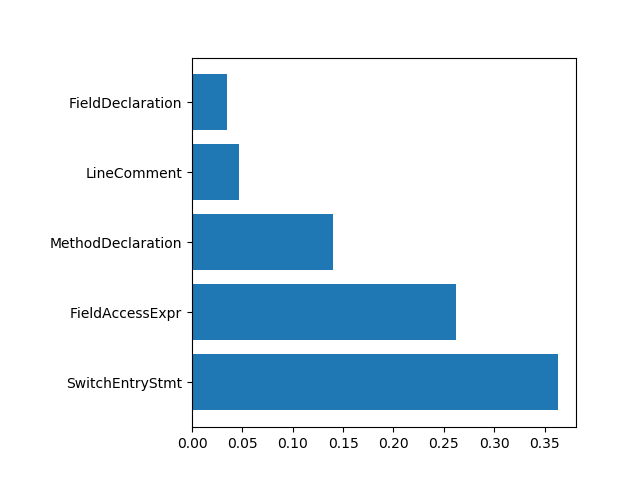 FieldDeclaration
LineComment
MethodDeclaration
FieldAccessExpr
SwitchEntryStmt
0.00 0.05 0.10 0.15 0.20 0.25 0.30 0.35